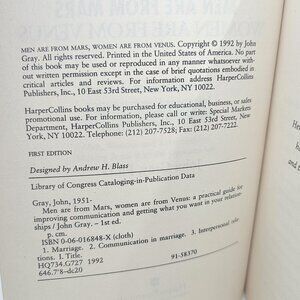 MEN ARE FROM MARS, WOMEN ARE FROM VENUS. Copyright © 1992 by John
Gray. All rights reserved. Printed in the United States of America. No part
of this book may be used or reproduced in any manner whatsoever with-
out written permission except in the case of brief quotations embodied in
critical articles and reviews. For information address HarperCollins
Publishers, Inc., 10 East 53rd Street, New York, NY 10022.
HarperCollins books may be purchased for educational, business, or sales
promotional use. For information, please call or write: Special Markets
Department, HarperCollins Publishers, Inc., 10 East 53rd Street, New
York, NY 10022. Telephone: (212) 207-7528; Fax: (212) 207-7222.
FIRST EDITION
Designed by Andrew H. Blass
Library of Congress Cataloging-in-Publication Data
Gray, John, 1951-
Men are from Mars, women are from Venus: a practical guide for
improving communication and getting what you want in your relation-
ships / John Gray. - 1st ed.
p. cm.
ISBN 0-06-016848-X (cloth)
1. Marriage. 2. Communication in marriage. 3. Interpersonal rela-
tions. I. Title.
HQ734.G727 1992
646.7'8-dc20 91-58370